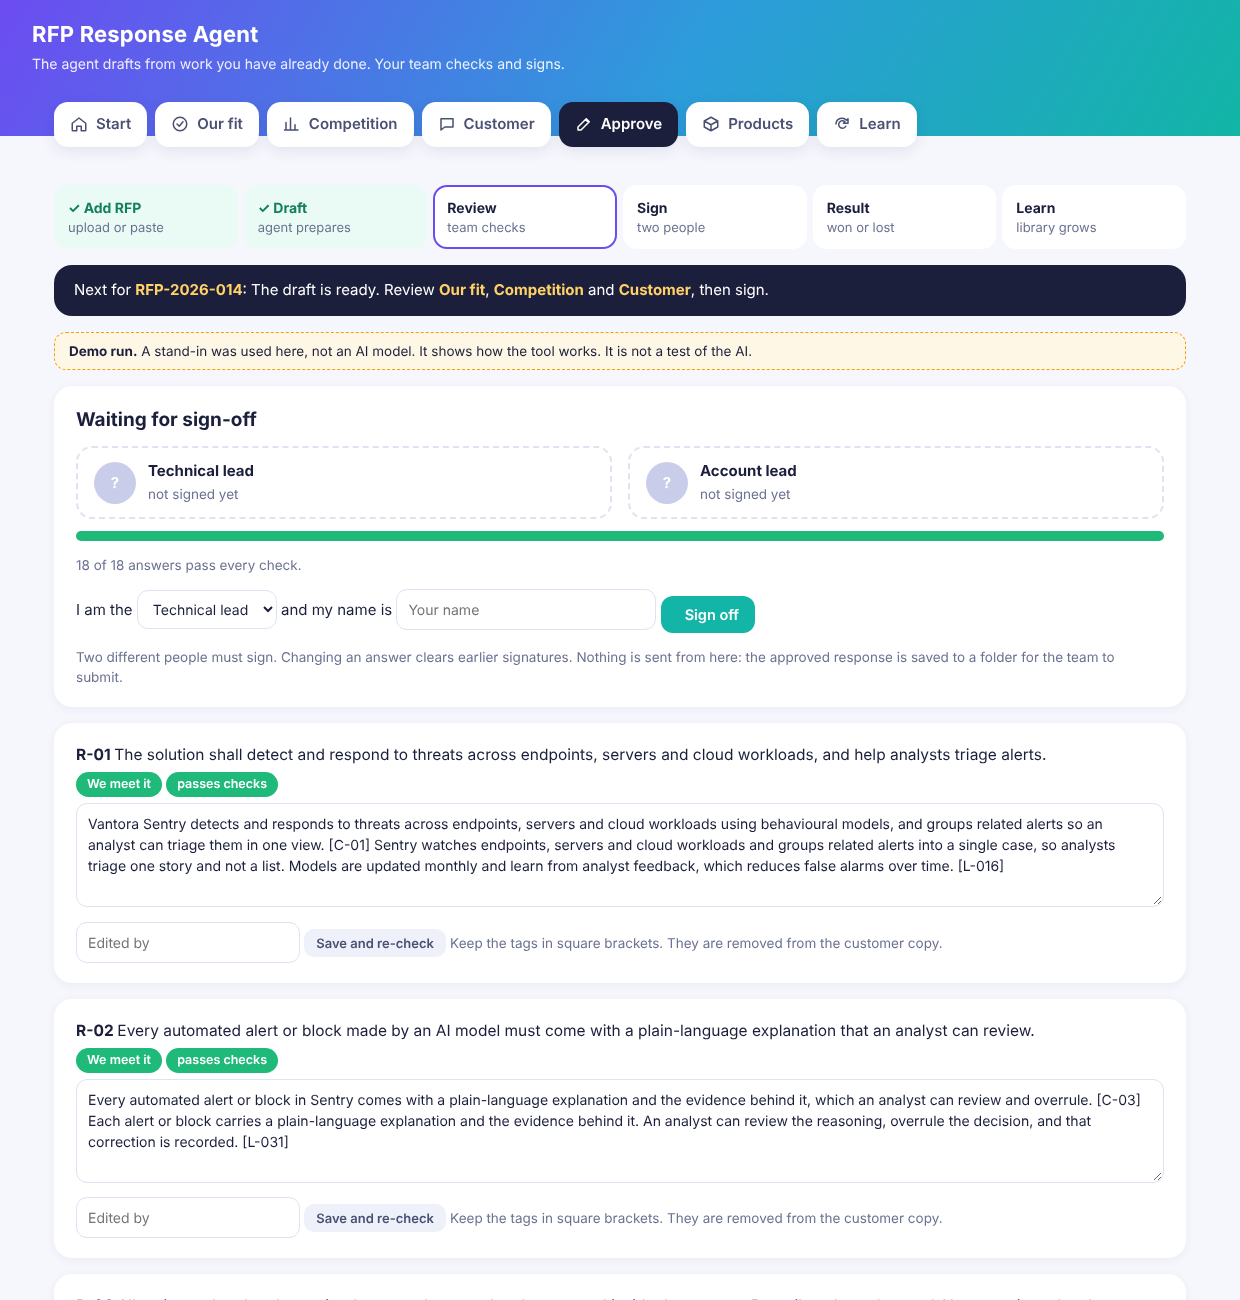 RFP Response Agent
The agent drafts from work you have already done. Your team checks and signs.
Start
Our fit
Competition
Customer
Approve
Products
Learn
✓ Add RFP
upload or paste
✓ Draft
agent prepares
Review
team checks
Sign
two people
Result
won or lost
Learn
library grows
Next for RFP-2026-014: The draft is ready. Review Our fit, Competition and Customer, then sign.
Demo run. A stand-in was used here, not an AI model. It shows how the tool works. It is not a test of the AI.
Waiting for sign-off
?
Technical lead
not signed yet
?
Account lead
not signed yet
18 of 18 answers pass every check.
I am the Technical lead and my name is Your name Sign off
Two different people must sign. Changing an answer clears earlier signatures. Nothing is sent from here: the approved response is saved to a folder for the team to
submit.
R-01 The solution shall detect and respond to threats across endpoints, servers and cloud workloads, and help analysts triage alerts.
We meet it passes checks
Vantora Sentry detects and responds to threats across endpoints, servers and cloud workloads using behavioural models, and groups related alerts so an
analyst can triage them in one view. [C-01] Sentry watches endpoints, servers and cloud workloads and groups related alerts into a single case, so analysts
triage one story and not a list. Models are updated monthly and learn from analyst feedback, which reduces false alarms over time. [L-016]
Edited by Save and re-check Keep the tags in square brackets. They are removed from the customer copy.
R-02 Every automated alert or block made by an AI model must come with a plain-language explanation that an analyst can review.
We meet it passes checks
Every automated alert or block in Sentry comes with a plain-language explanation and the evidence behind it, which an analyst can review and overrule. [C-03]
Each alert or block carries a plain-language explanation and the evidence behind it. An analyst can review the reasoning, overrule the decision, and that
correction is recorded. [L-031]
Edited by Save and re-check Keep the tags in square brackets. They are removed from the customer copy.